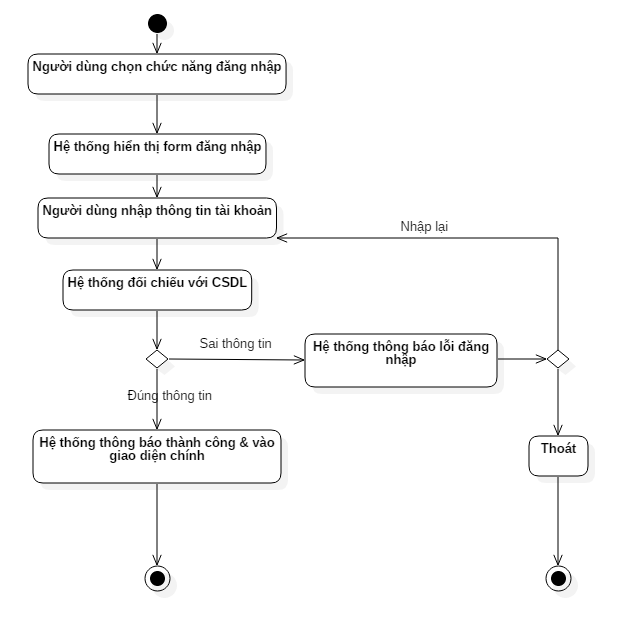 Người dùng chọn chức năng đăng nhập
Hệ thống hiển thị form đăng nhập
Người dùng nhập thông tin tài khoản
Nhập lại
Hệ thống đối chiếu với CSDL
Sai thông tin
Hệ thống thông báo lỗi đăng
nhập
Đúng thông tin
Hệ thống thông báo thành công & vào
giao diện chính
Thoát